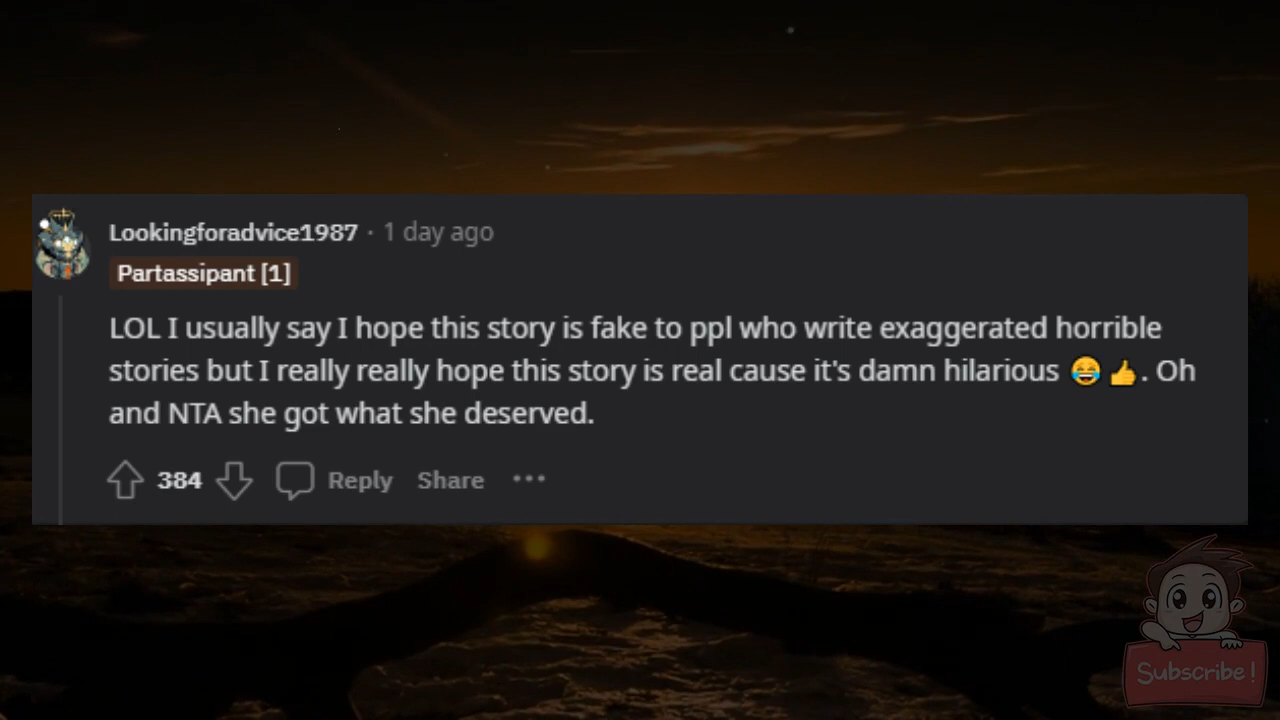 Lookingforadvice1987 · 1 day ago
Partassipant [1]
LOL I usually say I hope this story is fake to ppl who write exaggerated horrible
stories but I really really hope this story is real cause it's damn hilarious 😂 👍. Oh
and NTA she got what she deserved.
384 Reply Share ···
Subscribe!